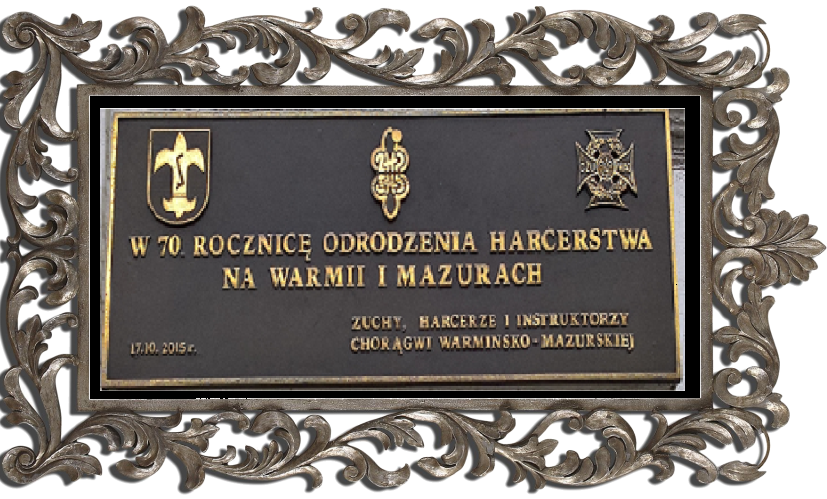 W 70. ROCZNICĘ ODRODZENIA HARCERSTWA
NA WARMII I MAZURACH
ZUCHY, HARCERZE I INSTRUKTORZY
CHORĄGWI WARMIŃSKO-MAZURSKIEJ
17.10. 2015 r.